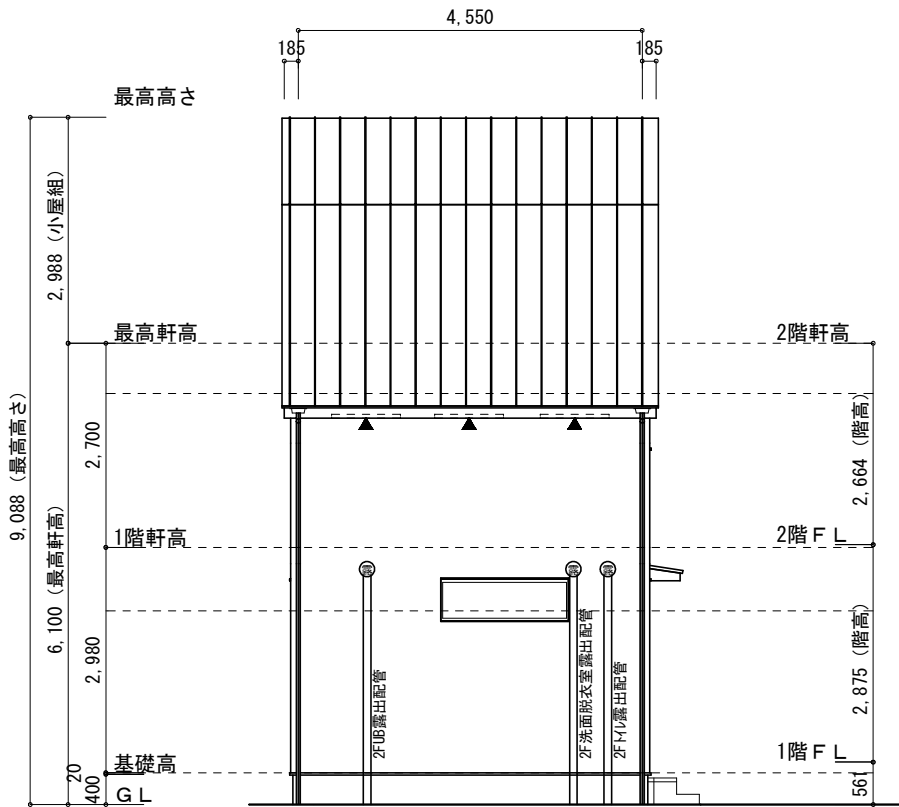 4,550
185
185
最高高さ
2,988（小屋組）
9,088（最高高さ）
最高軒高
2階軒高
2,700
2,664（階高）
6,100（最高軒高）
1階軒高
2階ＦＬ
露
露
露
2,980
2,875（階高）
2FUB露出配管
2F洗面脱衣室露出配管
2Fﾄｲﾚ露出配管
基礎高
1階ＦＬ
20
400
ＧＬ
561